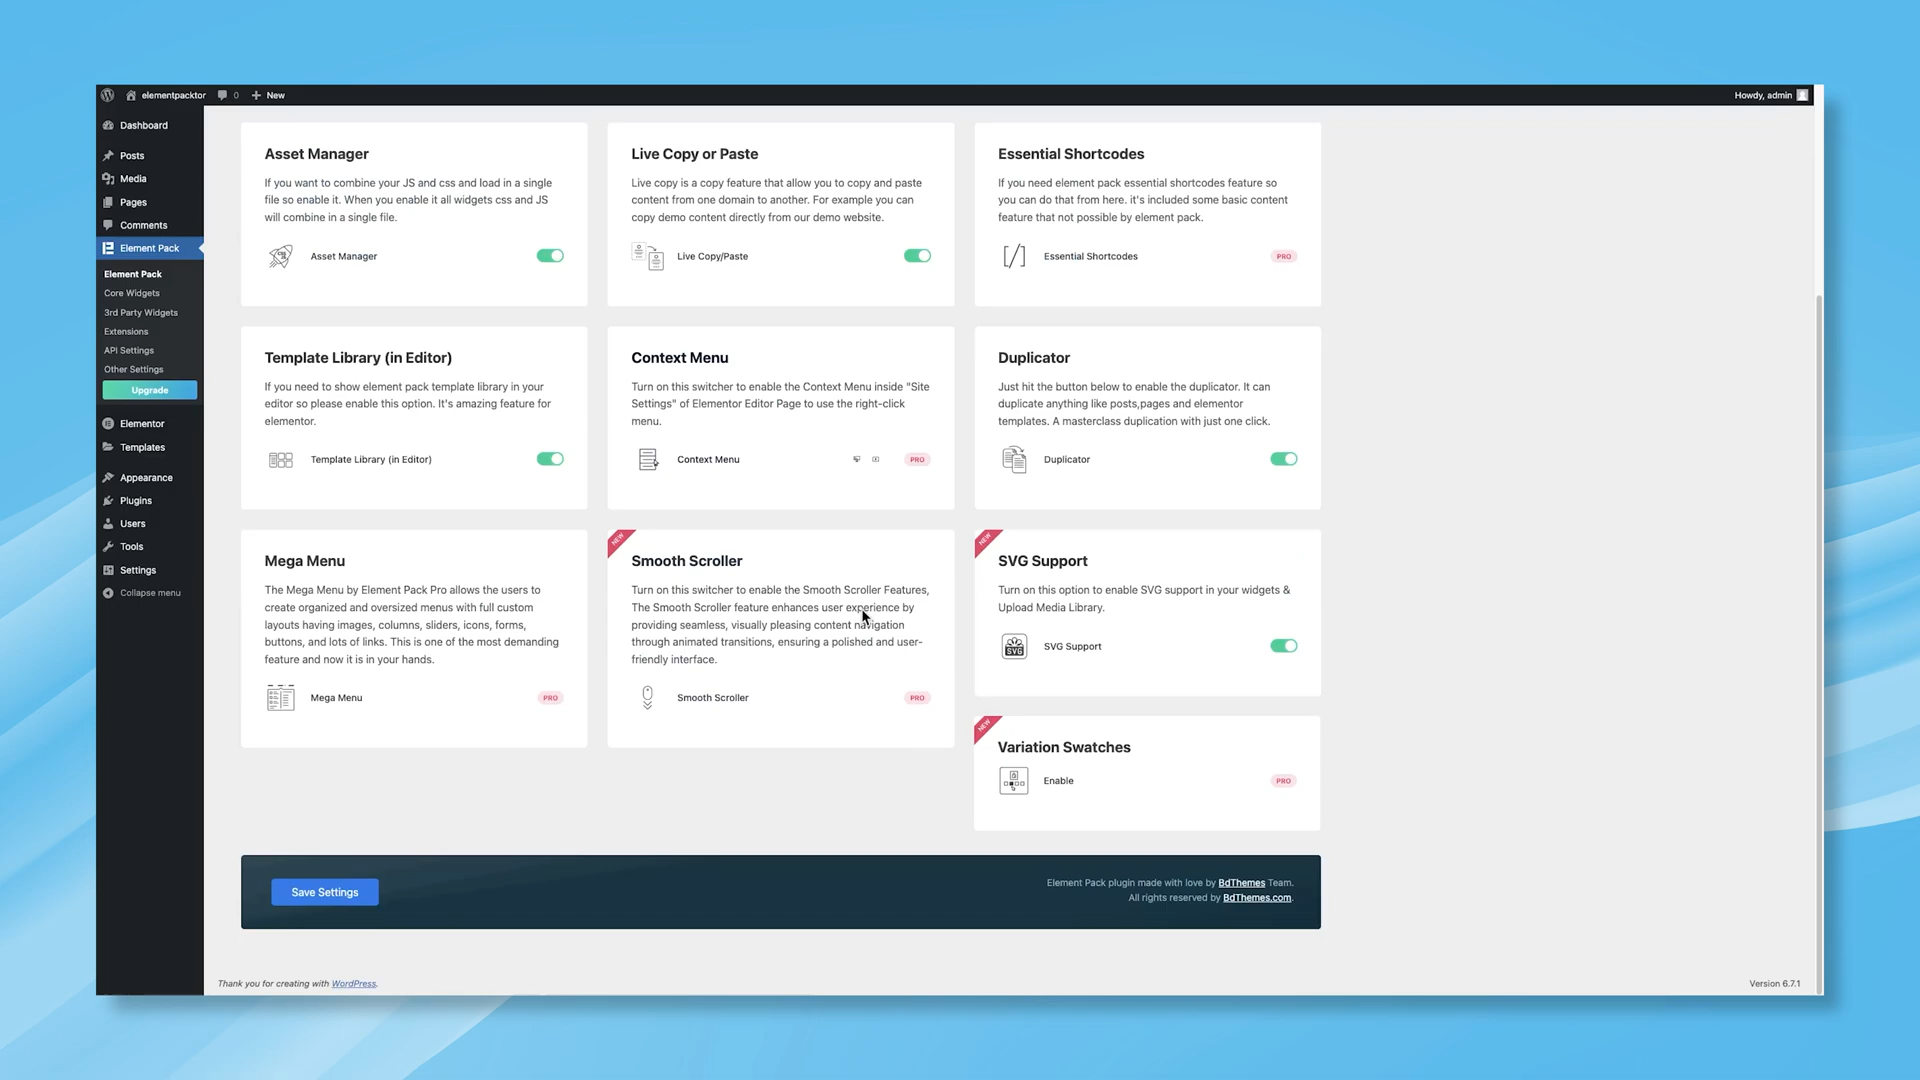 elementpacktor
0
New
Howdy, admin
Dashboard
Posts
Media
Pages
Comments
Element Pack
Element Pack
Core Widgets
3rd Party Widgets
Extensions
API Settings
Other Settings
Upgrade
Elementor
Templates
Appearance
Plugins
Users
Tools
Settings
Collapse menu
Asset Manager
If you want to combine your JS and css and load in a single
file so enable it. When you enable it all widgets css and JS
will combine in a single file.
Asset Manager
Live Copy or Paste
Live copy is a copy feature that allow you to copy and paste
content from one domain to another. For example you can
copy demo content directly from our demo website.
Live Copy/Paste
Essential Shortcodes
If you need element pack essential shortcodes feature so
you can do that from here. it's included some basic content
feature that not possible by element pack.
Essential Shortcodes
PRO
Template Library (in Editor)
If you need to show element pack template library in your
editor so please enable this option. It's amazing feature for
elementor.
Template Library (in Editor)
Context Menu
Turn on this switcher to enable the Context Menu inside "Site
Settings" of Elementor Editor Page to use the right-click
menu.
Context Menu
PRO
Duplicator
Just hit the button below to enable the duplicator. It can
duplicate anything like posts,pages and elementor
templates. A masterclass duplication with just one click.
Duplicator
Mega Menu
The Mega Menu by Element Pack Pro allows the users to
create organized and oversized menus with full custom
layouts having images, columns, sliders, icons, forms,
buttons, and lots of links. This is one of the most demanding
feature and now it is in your hands.
Mega Menu
PRO
NEW
Smooth Scroller
Turn on this switcher to enable the Smooth Scroller Features,
The Smooth Scroller feature enhances user experience by
providing seamless, visually pleasing content navigation
through animated transitions, ensuring a polished and user-
friendly interface.
Smooth Scroller
PRO
NEW
SVG Support
Turn on this option to enable SVG support in your widgets &
Upload Media Library.
SVG
SVG Support
NEW
Variation Swatches
Enable
PRO
Save Settings
Element Pack plugin made with love by BdThemes Team.
All rights reserved by BdThemes.com.
Thank you for creating with WordPress.
Version 6.7.1